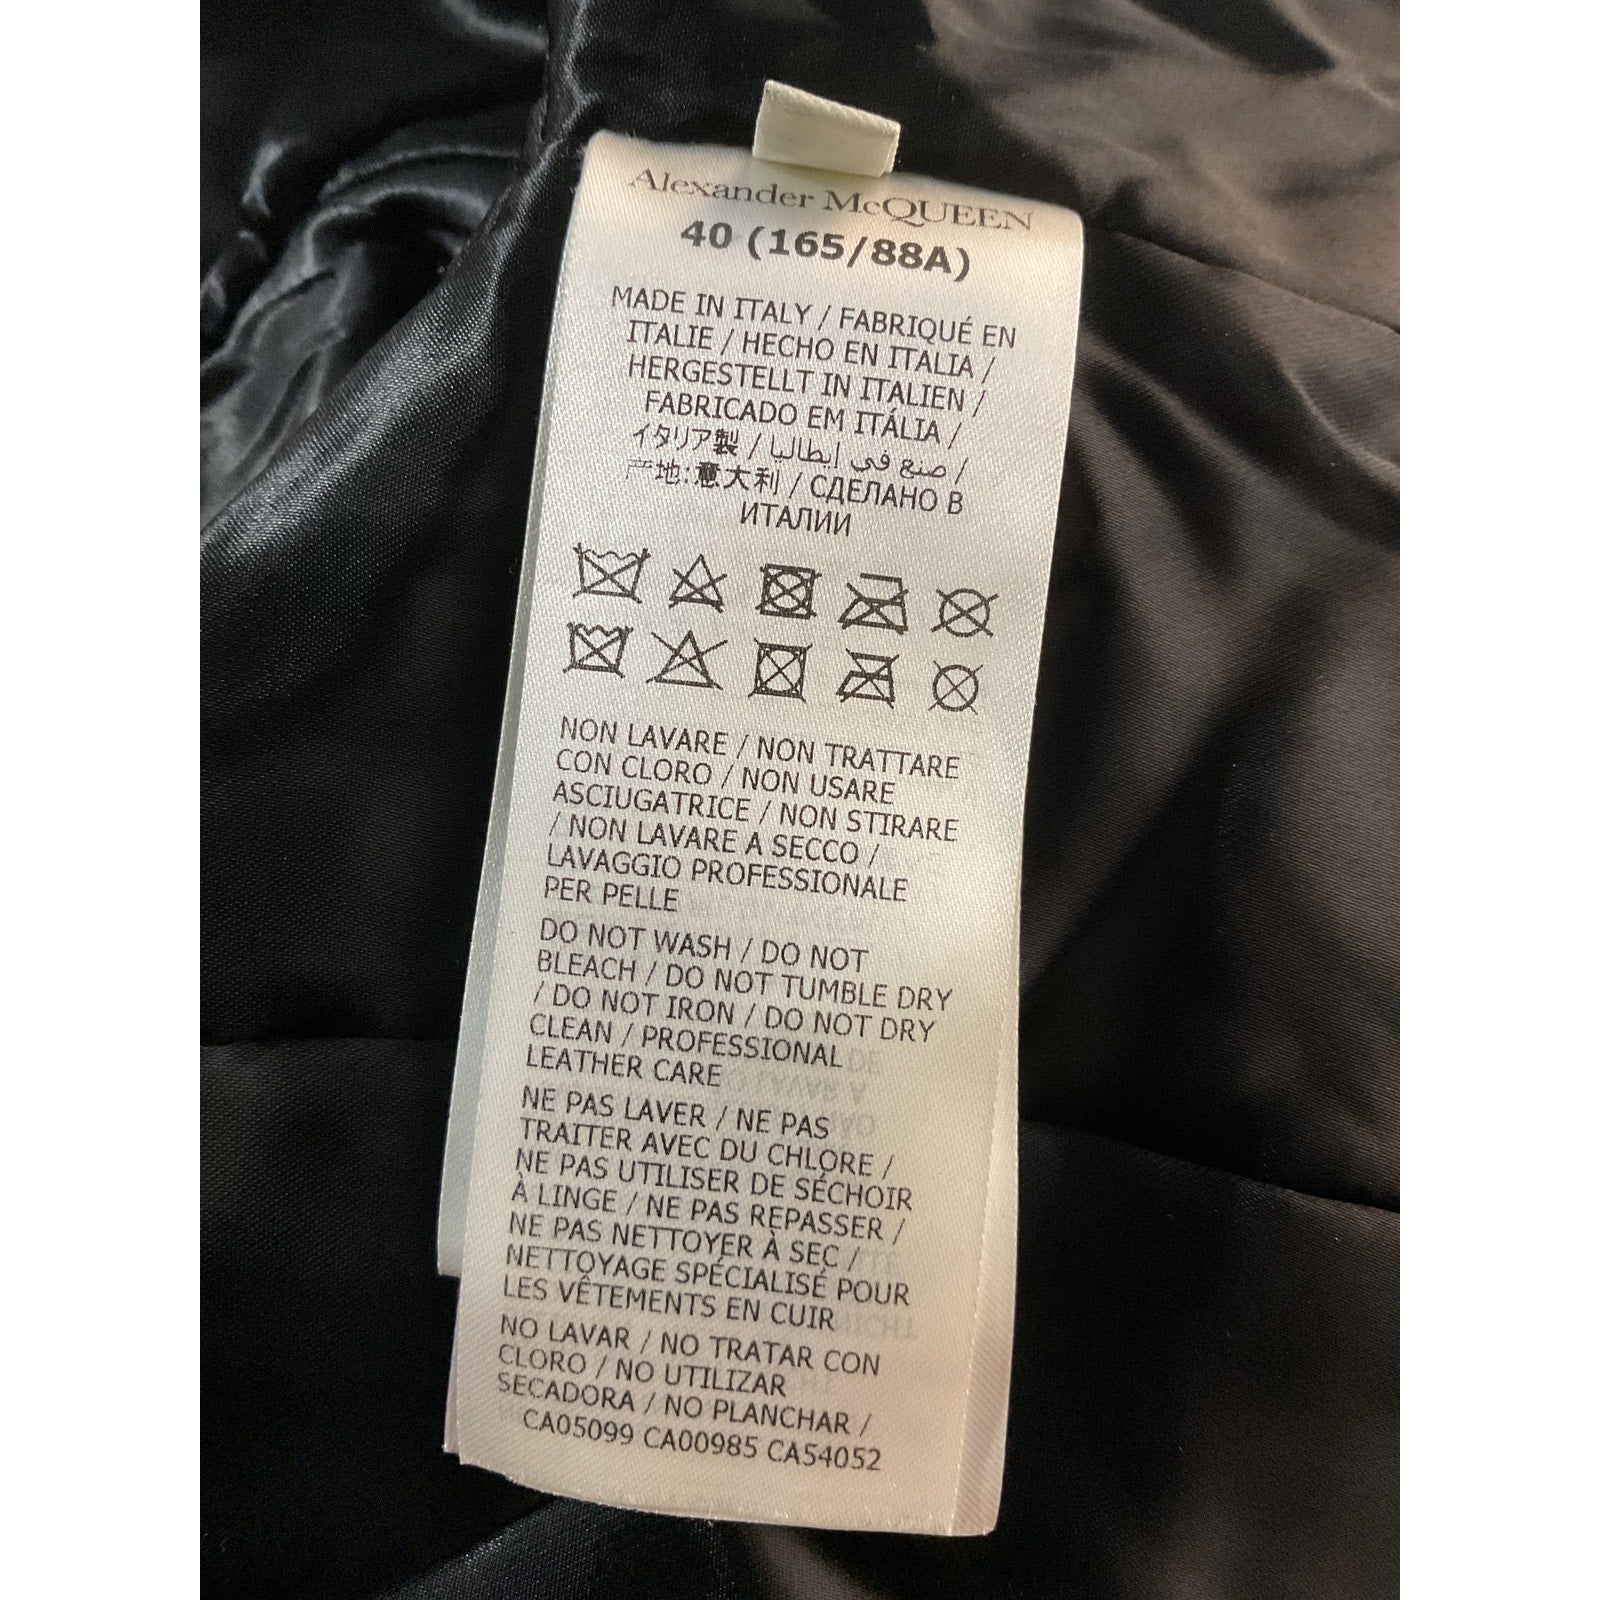 Alexander McQUEEN
40 (165/88A)
MADE IN ITALY / FABRIQUÉ EN
ITALIE / HECHO EN ITALIA /
HERGESTELLT IN ITALIEN /
FABRICADO EM ITÁLIA /
イタリア製 / صنع في إيطاليا /
产地:意大利 / СДЕЛАНО В
ИТАЛИИ
NON LAVARE / NON TRATTARE
CON CLORO / NON USARE
ASCIUGATRICE / NON STIRARE
/ NON LAVARE A SECCO /
LAVAGGIO PROFESSIONALE
PER PELLE
DO NOT WASH / DO NOT
BLEACH / DO NOT TUMBLE DRY
/ DO NOT IRON / DO NOT DRY
CLEAN / PROFESSIONAL
LEATHER CARE
NE PAS LAVER / NE PAS
TRAITER AVEC DU CHLORE /
NE PAS UTILISER DE SÉCHOIR
À LINGE / NE PAS REPASSER /
NE PAS NETTOYER À SEC /
NETTOYAGE SPÉCIALISÉ POUR
LES VÊTEMENTS EN CUIR
NO LAVAR / NO TRATAR CON
CLORO / NO UTILIZAR
SECADORA / NO PLANCHAR /
CA05099 CA00985 CA54052